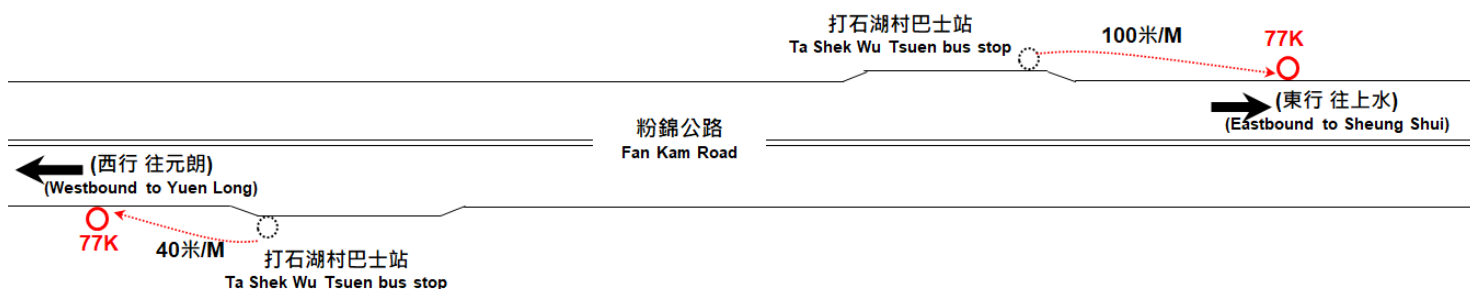 打石湖村巴士站
Ta Shek Wu Tsuen bus stop
100米/M
77K
(東行 往上水)
(Eastbound to Sheung Shui)
粉錦公路
Fan Kam Road
(西行 往元朗)
(Westbound to Yuen Long)
77K
40米/M
打石湖村巴士站
Ta Shek Wu Tsuen bus stop